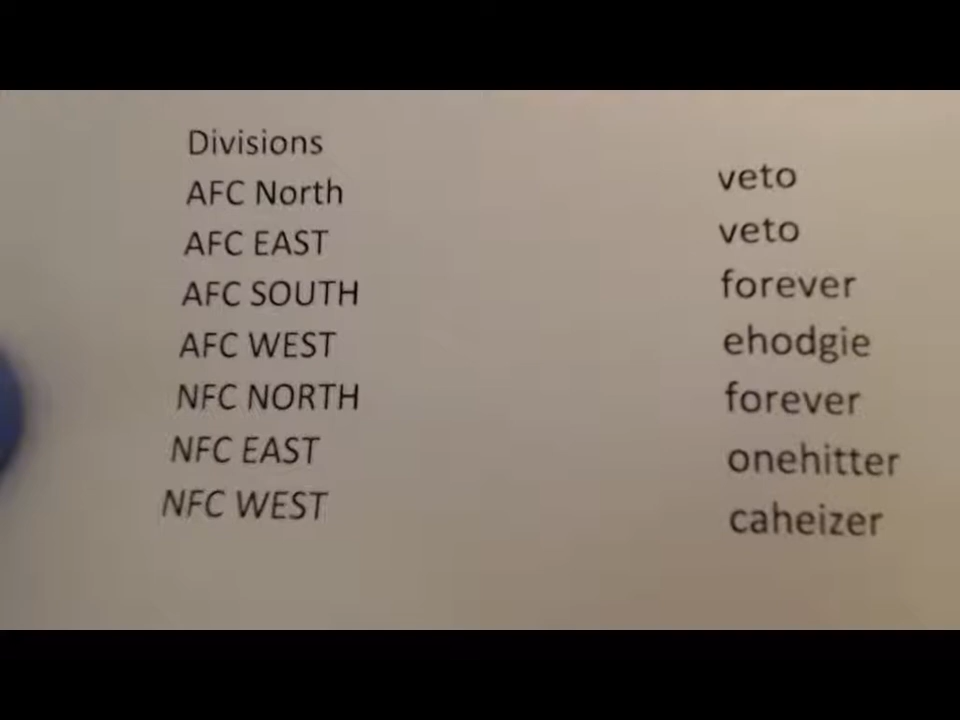 Divisions
AFC North veto
AFC EAST veto
AFC SOUTH forever
AFC WEST ehodgie
NFC NORTH forever
NFC EAST onehitter
NFC WEST caheizer